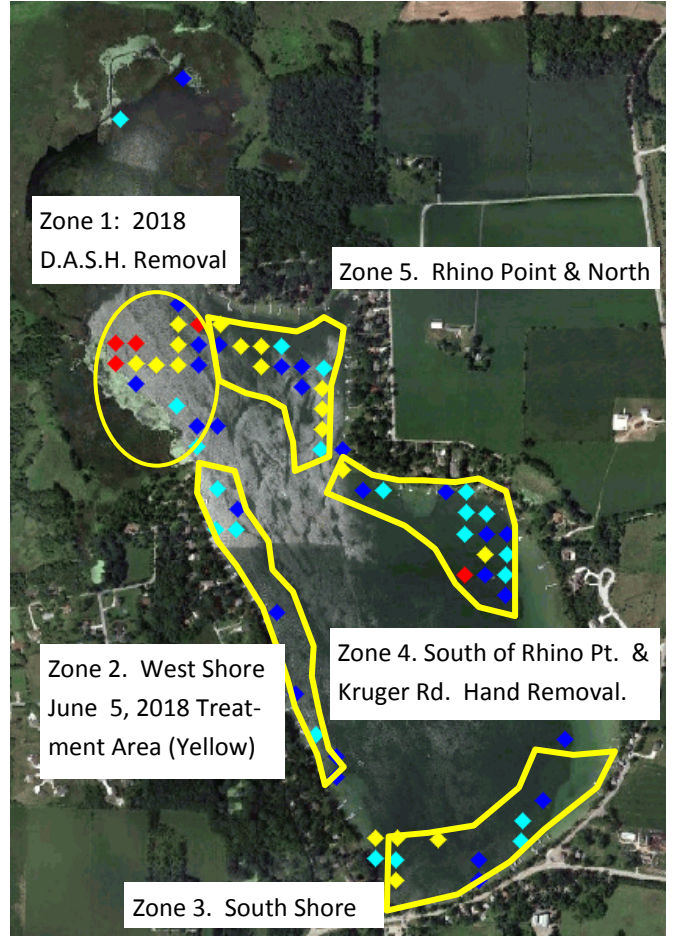 Zone 1:  2018
D.A.S.H. Removal
Zone 5.  Rhino Point & North
Zone 2.  West Shore
June  5, 2018 Treat-
ment Area (Yellow)
Zone 4. South of Rhino Pt.  &
Kruger Rd.  Hand Removal.
Zone 3.  South Shore